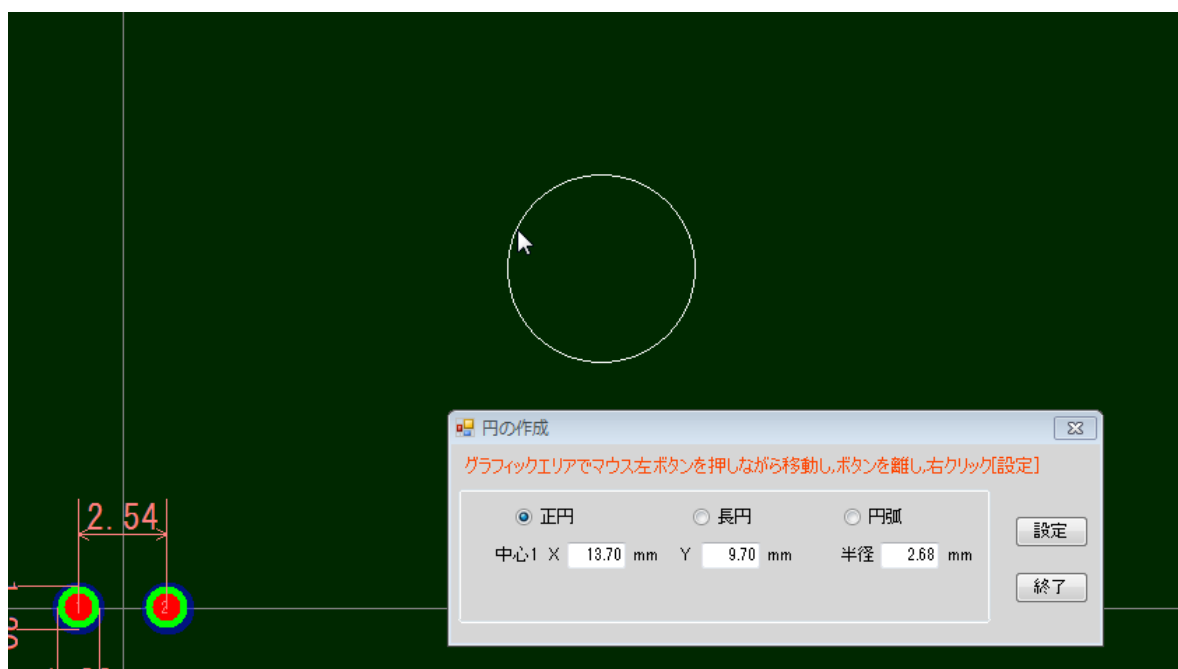 円の作成
グラフィックエリアでマウス左ボタンを押しながら移動し,ボタンを離し,右クリック[設定]
正円 長円 円弧
中心1 X 13.70 mm Y 9.70 mm 半径 2.68 mm
設定
終了
2.54
1 2